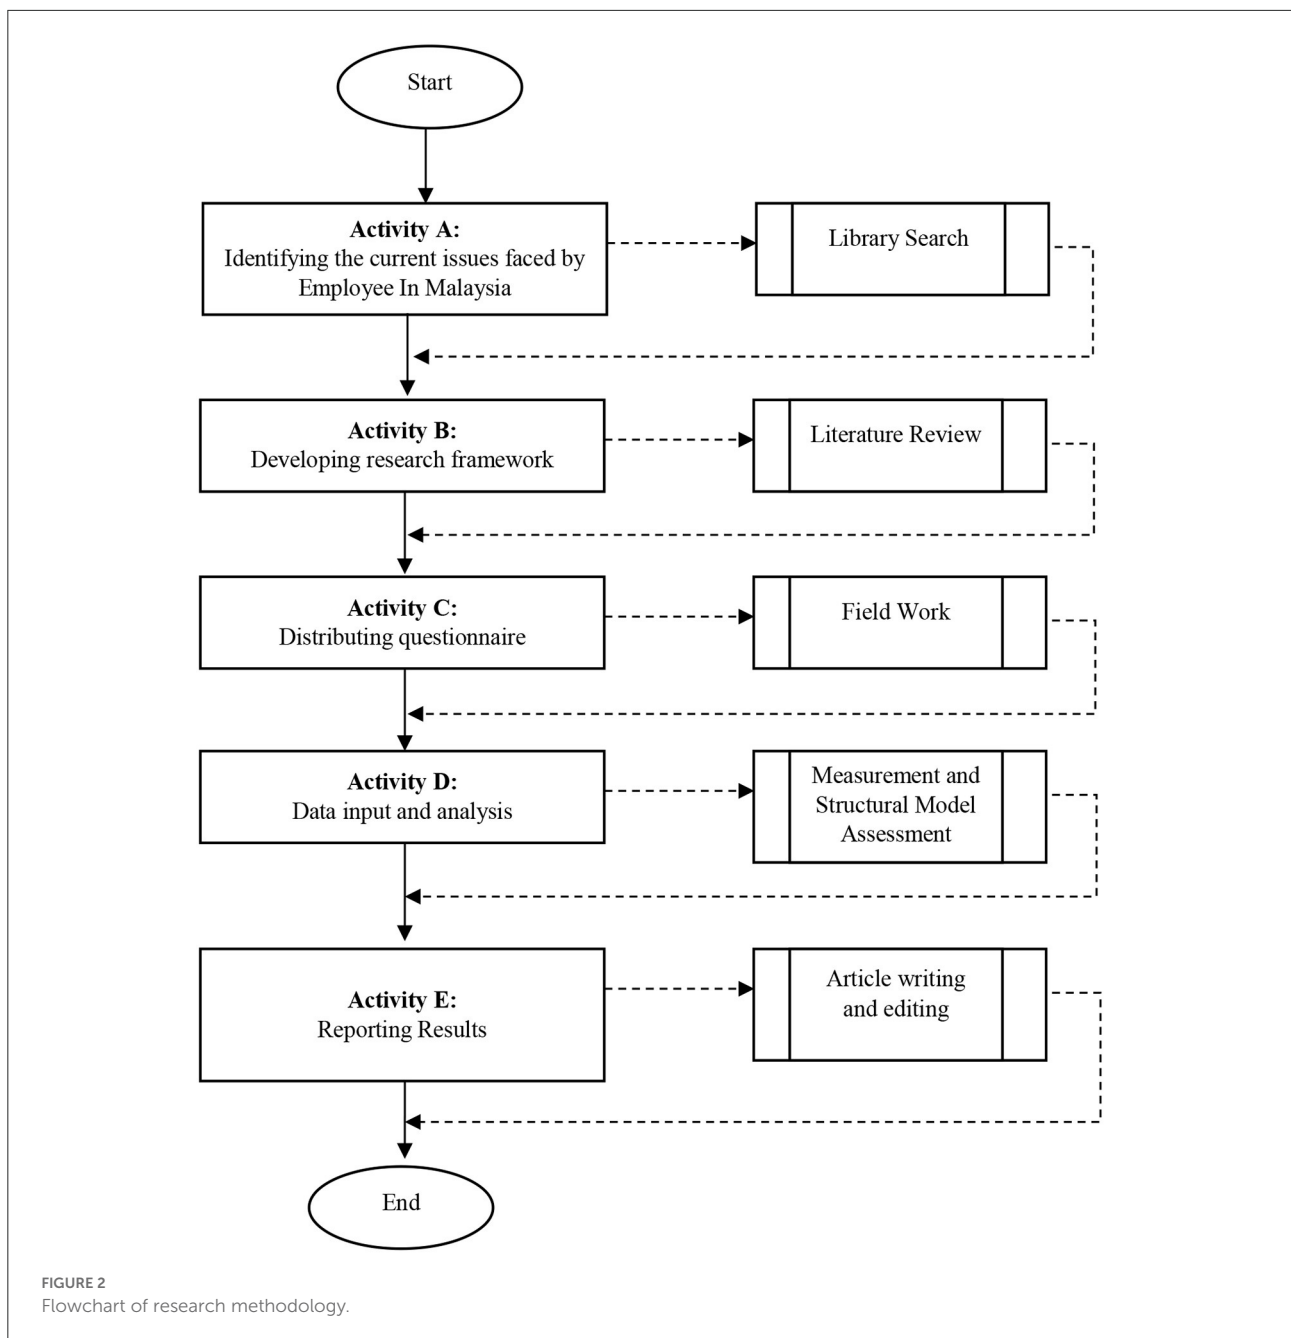 Start
Activity A:
Identifying the current issues faced by
Employee In Malaysia
Library Search
Activity B:
Developing research framework
Literature Review
Activity C:
Distributing questionnaire
Field Work
Activity D:
Data input and analysis
Measurement and
Structural Model
Assessment
Activity E:
Reporting Results
Article writing
and editing
End
FIGURE 2
Flowchart of research methodology.